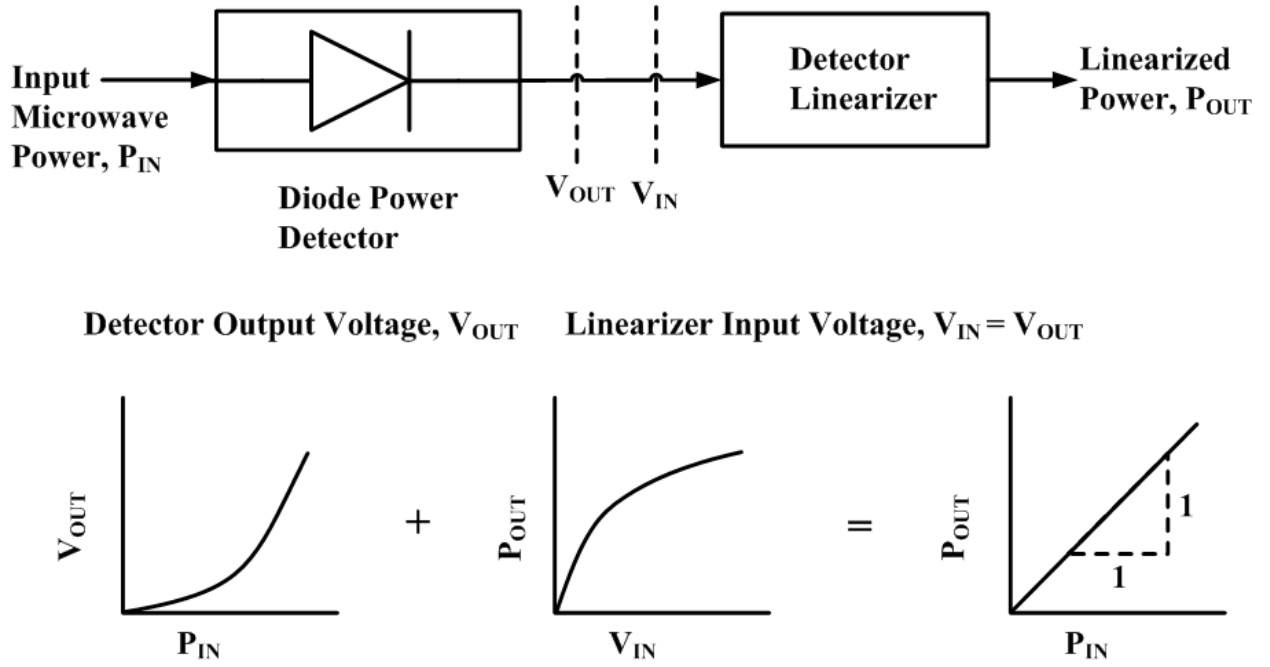 Input
Microwave
Power, PIN
Diode Power
Detector
VOUT VIN
Detector
Linearizer
Linearized
Power, POUT
Detector Output Voltage, VOUT
Linearizer Input Voltage, VIN = VOUT
VOUT
PIN
+
POUT
VIN
=
POUT
1
1
PIN